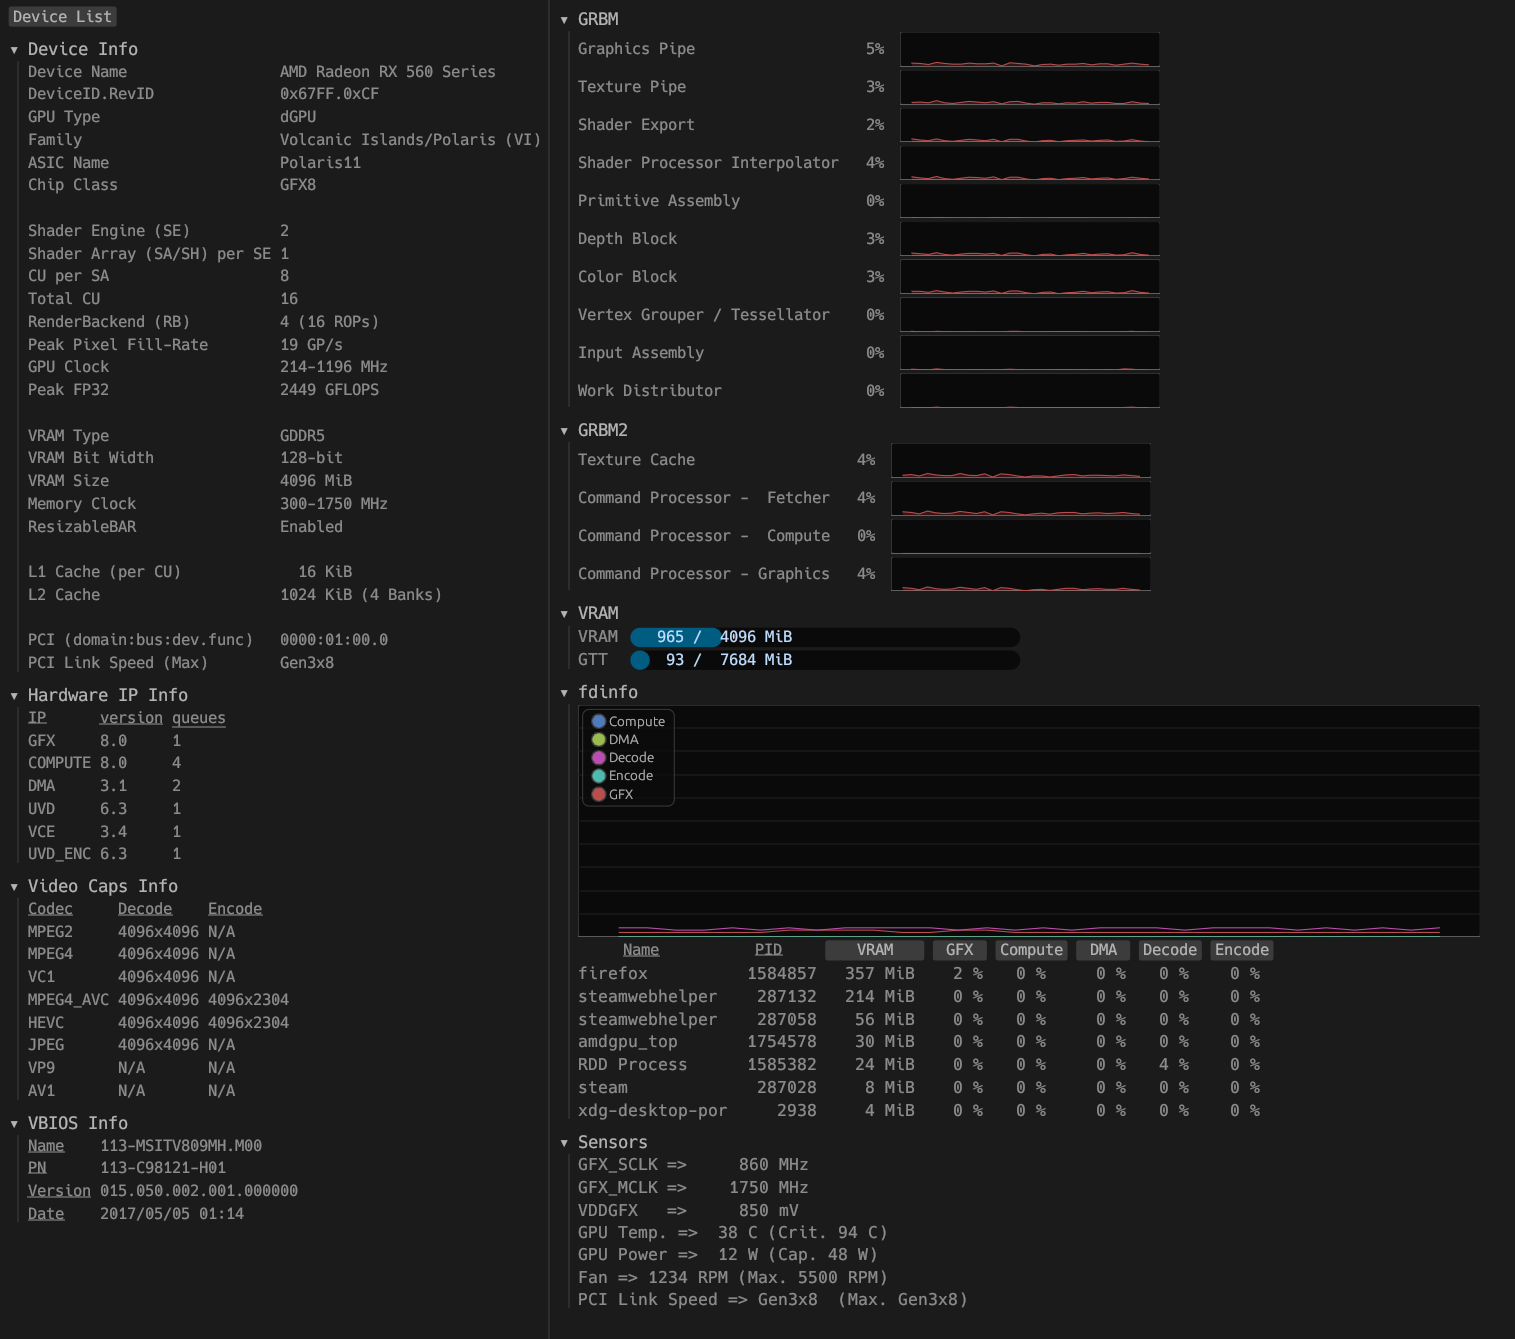 Device List
▼ Device Info
Device Name AMD Radeon RX 560 Series
DeviceID.RevID 0x67FF.0xCF
GPU Type dGPU
Family Volcanic Islands/Polaris (VI)
ASIC Name Polaris11
Chip Class GFX8
Shader Engine (SE) 2
Shader Array (SA/SH) per SE 1
CU per SA 8
Total CU 16
RenderBackend (RB) 4 (16 ROPs)
Peak Pixel Fill-Rate 19 GP/s
GPU Clock 214-1196 MHz
Peak FP32 2449 GFLOPS
VRAM Type GDDR5
VRAM Bit Width 128-bit
VRAM Size 4096 MiB
Memory Clock 300-1750 MHz
ResizableBAR Enabled
L1 Cache (per CU) 16 KiB
L2 Cache 1024 KiB (4 Banks)
PCI (domain:bus:dev.func) 0000:01:00.0
PCI Link Speed (Max) Gen3x8
▼ Hardware IP Info
IP version queues
GFX 8.0 1
COMPUTE 8.0 4
DMA 3.1 2
UVD 6.3 1
VCE 3.4 1
UVD_ENC 6.3 1
▼ Video Caps Info
Codec Decode Encode
MPEG2 4096x4096 N/A
MPEG4 4096x4096 N/A
VC1 4096x4096 N/A
MPEG4_AVC 4096x4096 4096x2304
HEVC 4096x4096 4096x2304
JPEG 4096x4096 N/A
VP9 N/A N/A
AV1 N/A N/A
▼ VBIOS Info
Name 113-MSITV809MH.M00
PN 113-C98121-H01
Version 015.050.002.001.000000
Date 2017/05/05 01:14
▼ GRBM
Graphics Pipe 5%
Texture Pipe 3%
Shader Export 2%
Shader Processor Interpolator 4%
Primitive Assembly 0%
Depth Block 3%
Color Block 3%
Vertex Grouper / Tessellator 0%
Input Assembly 0%
Work Distributor 0%
▼ GRBM2
Texture Cache 4%
Command Processor - Fetcher 4%
Command Processor - Compute 0%
Command Processor - Graphics 4%
▼ VRAM
VRAM 965 / 4096 MiB
GTT 93 / 7684 MiB
▼ fdinfo
Compute
DMA
Decode
Encode
GFX
Name PID VRAM GFX Compute DMA Decode Encode
firefox 1584857 357 MiB 2 % 0 % 0 % 0 % 0 %
steamwebhelper 287132 214 MiB 0 % 0 % 0 % 0 % 0 %
steamwebhelper 287058 56 MiB 0 % 0 % 0 % 0 % 0 %
amdgpu_top 1754578 30 MiB 0 % 0 % 0 % 0 % 0 %
RDD Process 1585382 24 MiB 0 % 0 % 0 % 4 % 0 %
steam 287028 8 MiB 0 % 0 % 0 % 0 % 0 %
xdg-desktop-por 2938 4 MiB 0 % 0 % 0 % 0 % 0 %
▼ Sensors
GFX_SCLK => 860 MHz
GFX_MCLK => 1750 MHz
VDDGFX => 850 mV
GPU Temp. => 38 C (Crit. 94 C)
GPU Power => 12 W (Cap. 48 W)
Fan => 1234 RPM (Max. 5500 RPM)
PCI Link Speed => Gen3x8 (Max. Gen3x8)